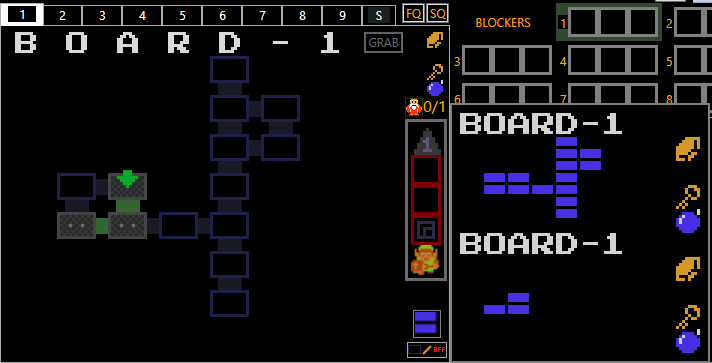 1 2 3 4 5 6 7 8 9 S FQ SQ
BOARD-1 GRAB
0/1
1
OFF
BLOCKERS 1 2
3 4 5
6 7 8
BOARD-1
BOARD-1